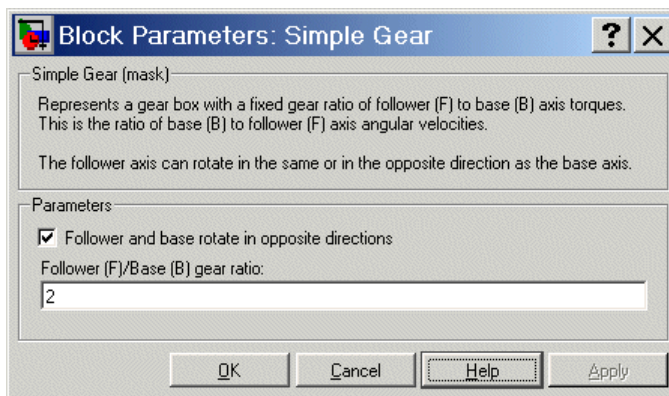 Block Parameters: Simple Gear
Simple Gear (mask)
Represents a gear box with a fixed gear ratio of follower (F) to base (B) axis torques.
This is the ratio of base (B) to follower (F) axis angular velocities.
The follower axis can rotate in the same or in the opposite direction as the base axis.
Parameters
Follower and base rotate in opposite directions
Follower (F)/Base (B) gear ratio:
2
OK Cancel Help Apply